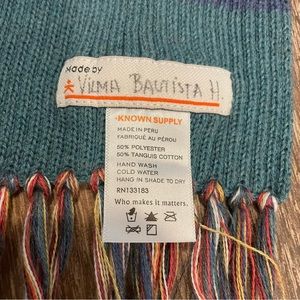 Made by
VILMA BAUTISTA H.
KNOWN SUPPLY
MADE IN PERU
FABRIQUÉ AU PÉROU
50% POLYESTER
50% TANGUIS COTTON
HAND WASH
COLD WATER
HANG IN SHADE TO DRY
RN133183
Who makes it matters.